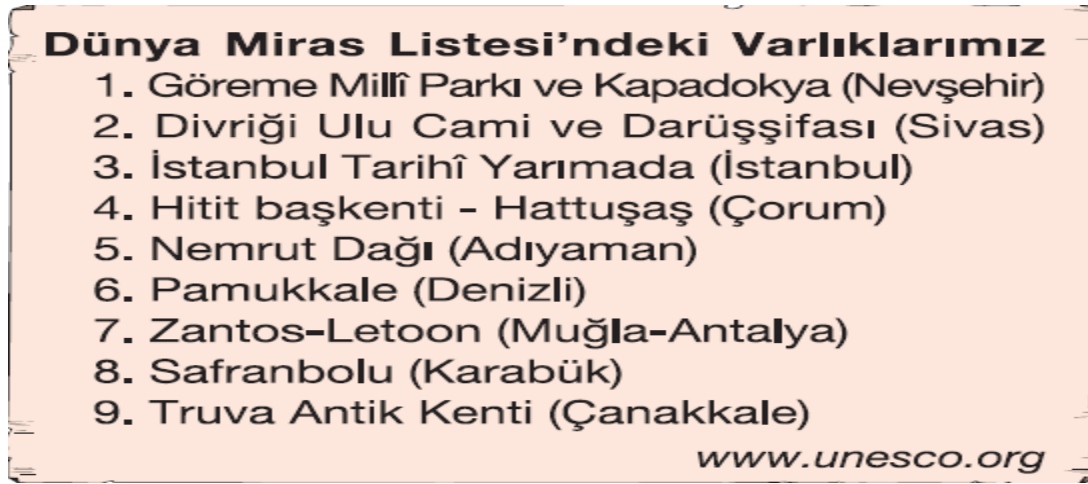 Dünya Miras Listesi'ndeki Varlıklarımız
1. Göreme Millî Parkı ve Kapadokya (Nevşehir)
2. Divriği Ulu Cami ve Darüşşifası (Sivas)
3. İstanbul Tarihî Yarımada (İstanbul)
4. Hitit başkenti - Hattuşaş (Çorum)
5. Nemrut Dağı (Adıyaman)
6. Pamukkale (Denizli)
7. Zantos-Letoon (Muğla-Antalya)
8. Safranbolu (Karabük)
9. Truva Antik Kenti (Çanakkale)
www.unesco.org